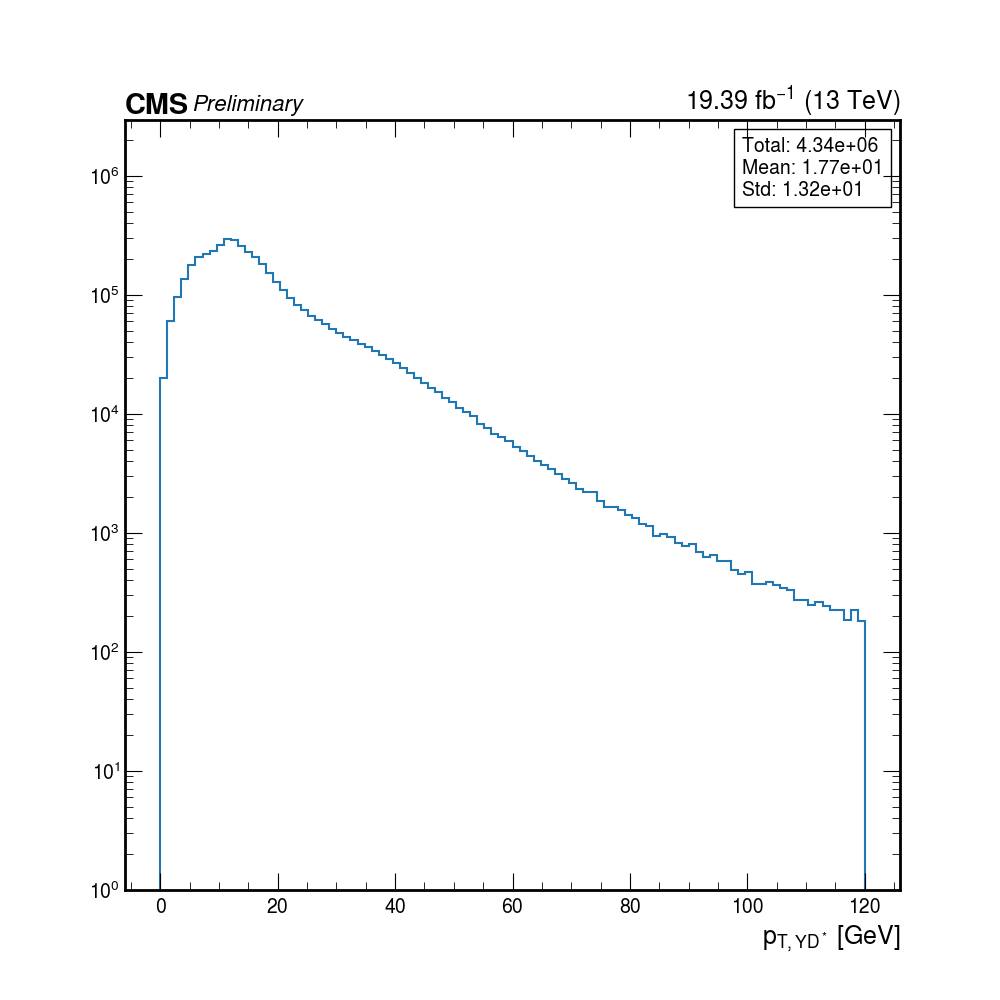 CMS Preliminary 19.39 fb⁻¹ (13 TeV)
Total: 4.34e+06
Mean: 1.77e+01
Std: 1.32e+01
10⁶
10⁵
10⁴
10³
10²
10¹
10⁰
0 20 40 60 80 100 120
p_T, YD* [GeV]